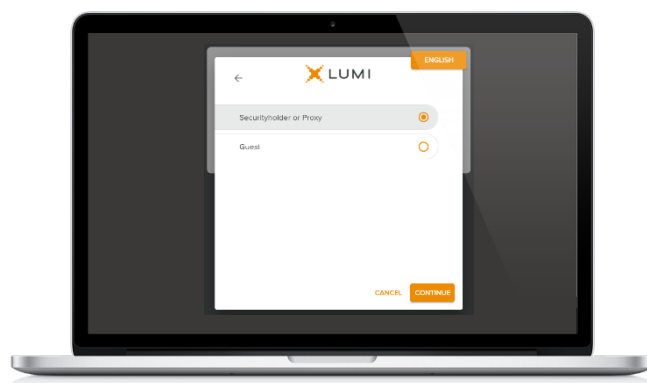 ENGLISH
LUMI
Securityholder or Proxy
Guest
CANCEL
CONTINUE